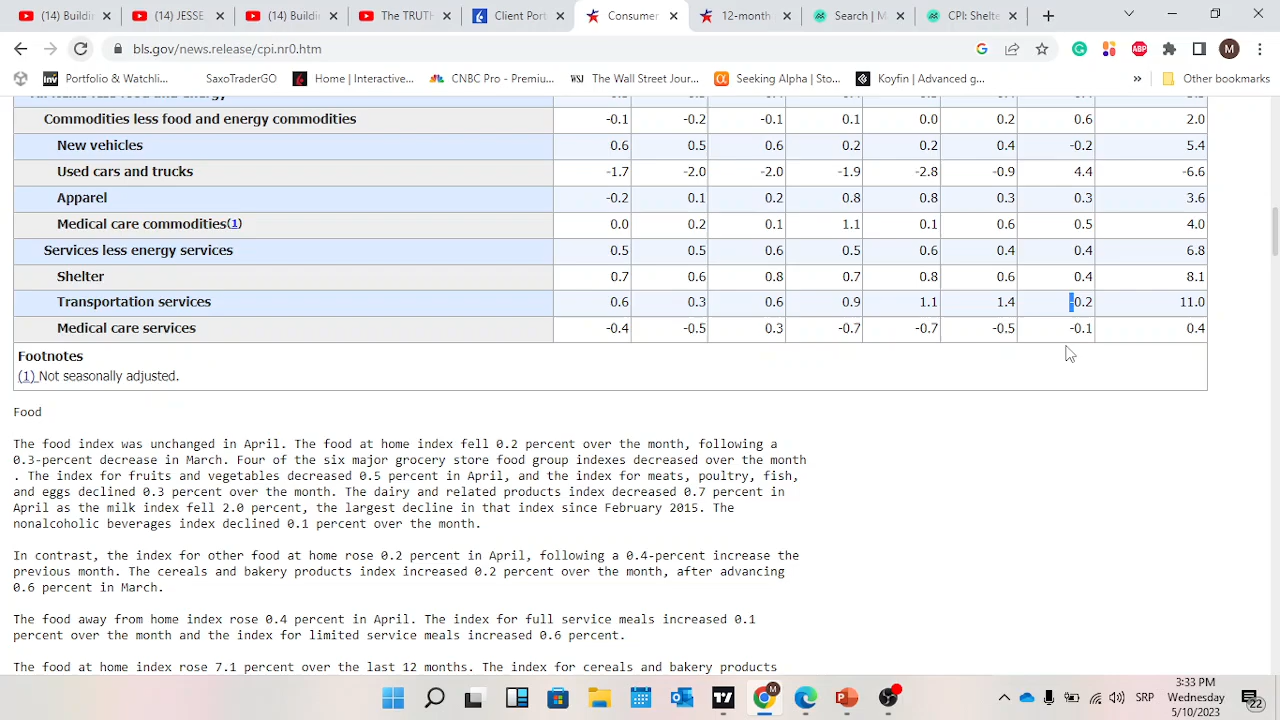 (14) Buildi
(14) JESSE
(14) Buildi
The TRUTH
Client Port
Consumer
12-month
Search | M
CPI: Shelte
bls.gov/news.release/cpi.nr0.htm
ABP
M
Inv Portfolio & Watchli...
SaxoTraderGO
Home | Interactive...
CNBC Pro - Premiu...
WSJ The Wall Street Jour...
Seeking Alpha | Sto...
Koyfin | Advanced g...
»
Other bookmarks
Commodities less food and energy commodities -0.1 -0.2 -0.1 0.1 0.0 0.2 0.6 2.0
New vehicles 0.6 0.5 0.6 0.2 0.2 0.4 -0.2 5.4
Used cars and trucks -1.7 -2.0 -2.0 -1.9 -2.8 -0.9 4.4 -6.6
Apparel -0.2 0.1 0.2 0.8 0.8 0.3 0.3 3.6
Medical care commodities(1) 0.0 0.2 0.1 1.1 0.1 0.6 0.5 4.0
Services less energy services 0.5 0.5 0.6 0.5 0.6 0.4 0.4 6.8
Shelter 0.7 0.6 0.8 0.7 0.8 0.6 0.4 8.1
Transportation services 0.6 0.3 0.6 0.9 1.1 1.4 -0.2 11.0
Medical care services -0.4 -0.5 0.3 -0.7 -0.7 -0.5 -0.1 0.4
Footnotes
(1) Not seasonally adjusted.
Food
The food index was unchanged in April. The food at home index fell 0.2 percent over the month, following a
0.3-percent decrease in March. Four of the six major grocery store food group indexes decreased over the month
. The index for fruits and vegetables decreased 0.5 percent in April, and the index for meats, poultry, fish,
and eggs declined 0.3 percent over the month. The dairy and related products index decreased 0.7 percent in
April as the milk index fell 2.0 percent, the largest decline in that index since February 2015. The
nonalcoholic beverages index declined 0.1 percent over the month.
In contrast, the index for other food at home rose 0.2 percent in April, following a 0.4-percent increase the
previous month. The cereals and bakery products index increased 0.2 percent over the month, after advancing
0.6 percent in March.
The food away from home index rose 0.4 percent in April. The index for full service meals increased 0.1
percent over the month and the index for limited service meals increased 0.6 percent.
The food at home index rose 7.1 percent over the last 12 months. The index for cereals and bakery products
SRP
3:33 PM
Wednesday
5/10/2023
22